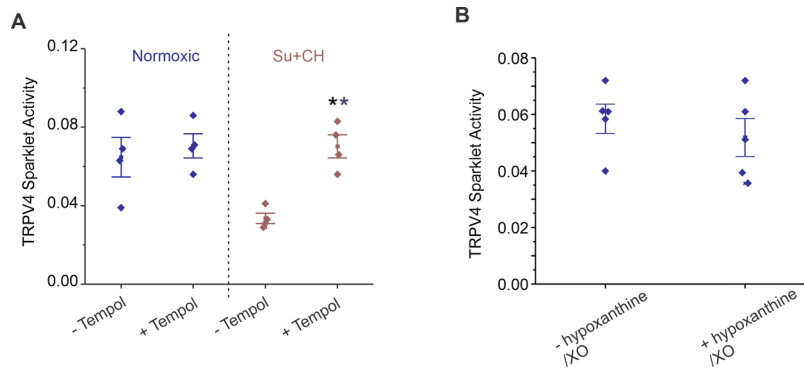 A
TRPV4 Sparklet Activity
0.12
0.08
0.04
0.00
Normoxic
Su+CH
**
- Tempol
+ Tempol
- Tempol
+ Tempol
B
TRPV4 Sparklet Activity
0.08
0.06
0.04
0.02
0.00
- hypoxanthine
/XO
+ hypoxanthine
/XO